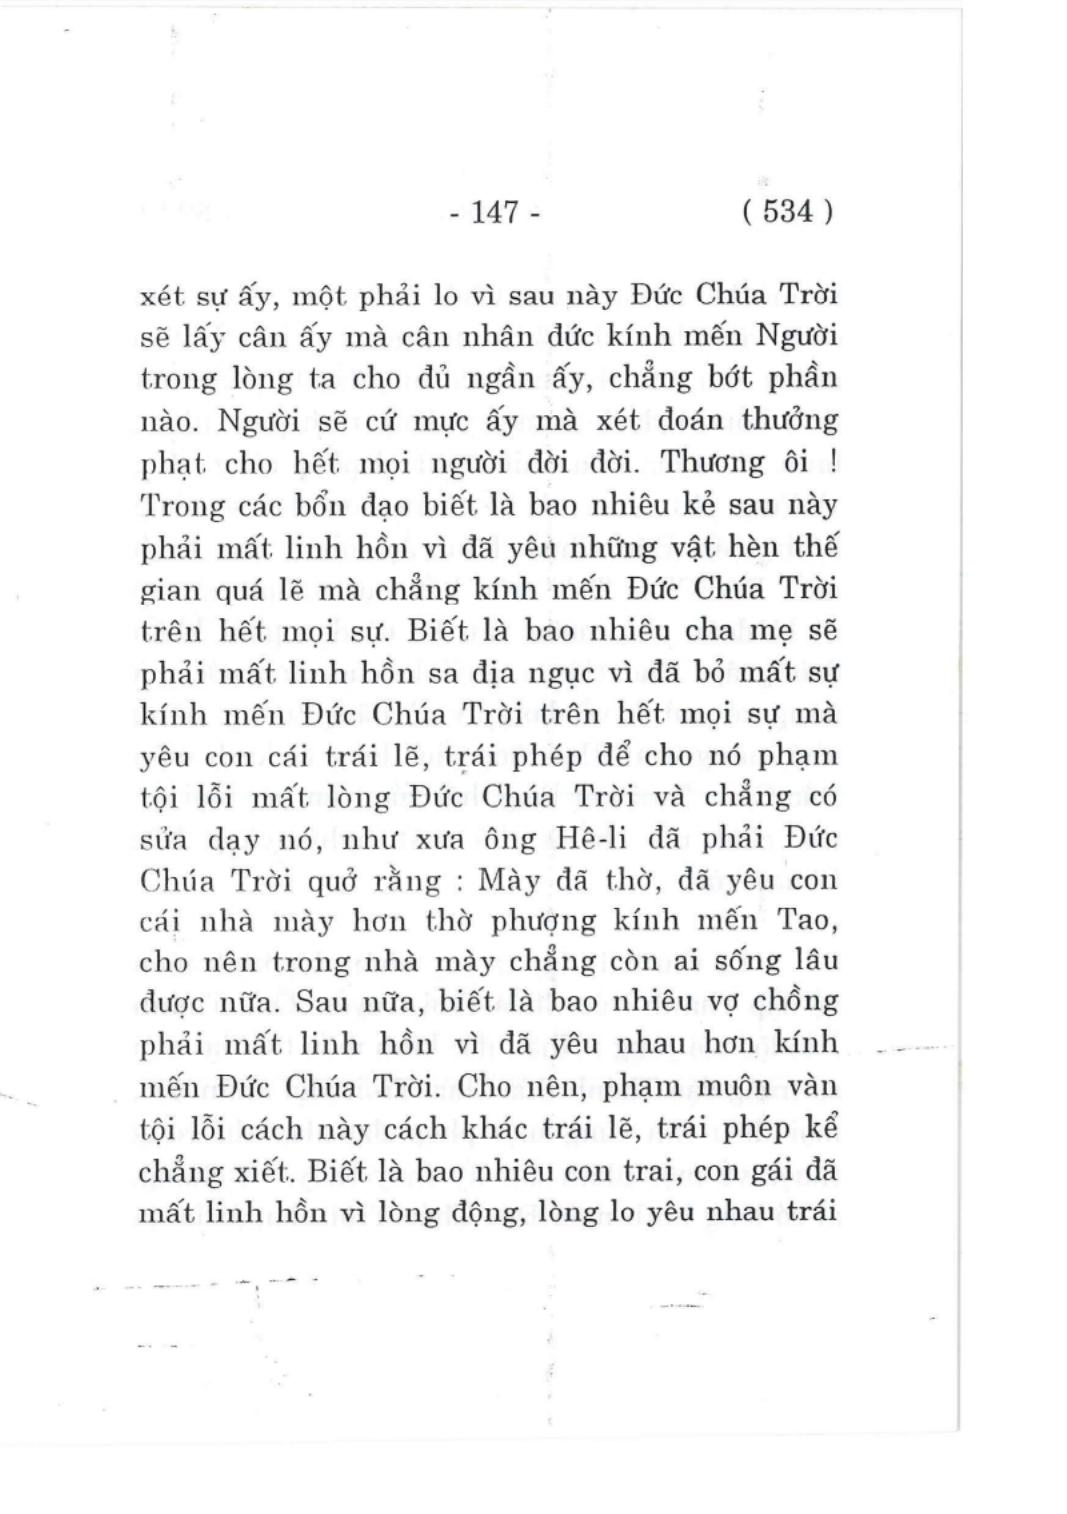 - 147 - ( 534 )
xét sự ấy, một phải lo vì sau này Đức Chúa Trời
sẽ lấy cân ấy mà cân nhân đức kính mến Người
trong lòng ta cho đủ ngần ấy, chẳng bớt phần
nào. Người sẽ cứ mực ấy mà xét đoán thưởng
phạt cho hết mọi người đời đời. Thương ôi !
Trong các bổn đạo biết là bao nhiêu kẻ sau này
phải mất linh hồn vì đã yêu những vật hèn thế
gian quá lẽ mà chẳng kính mến Đức Chúa Trời
trên hết mọi sự. Biết là bao nhiêu cha mẹ sẽ
phải mất linh hồn sa địa ngục vì đã bỏ mất sự
kính mến Đức Chúa Trời trên hết mọi sự mà
yêu con cái trái lẽ, trái phép để cho nó phạm
tội lỗi mất lòng Đức Chúa Trời và chẳng có
sửa dạy nó, như xưa ông Hê-li đã phải Đức
Chúa Trời quở rằng : Mày đã thờ, đã yêu con
cái nhà mày hơn thờ phượng kính mến Tao,
cho nên trong nhà mày chẳng còn ai sống lâu
được nữa. Sau nữa, biết là bao nhiêu vợ chồng
phải mất linh hồn vì đã yêu nhau hơn kính
mến Đức Chúa Trời. Cho nên, phạm muôn vàn
tội lỗi cách này cách khác trái lẽ, trái phép kể
chẳng xiết. Biết là bao nhiêu con trai, con gái đã
mất linh hồn vì lòng động, lòng lo yêu nhau trái